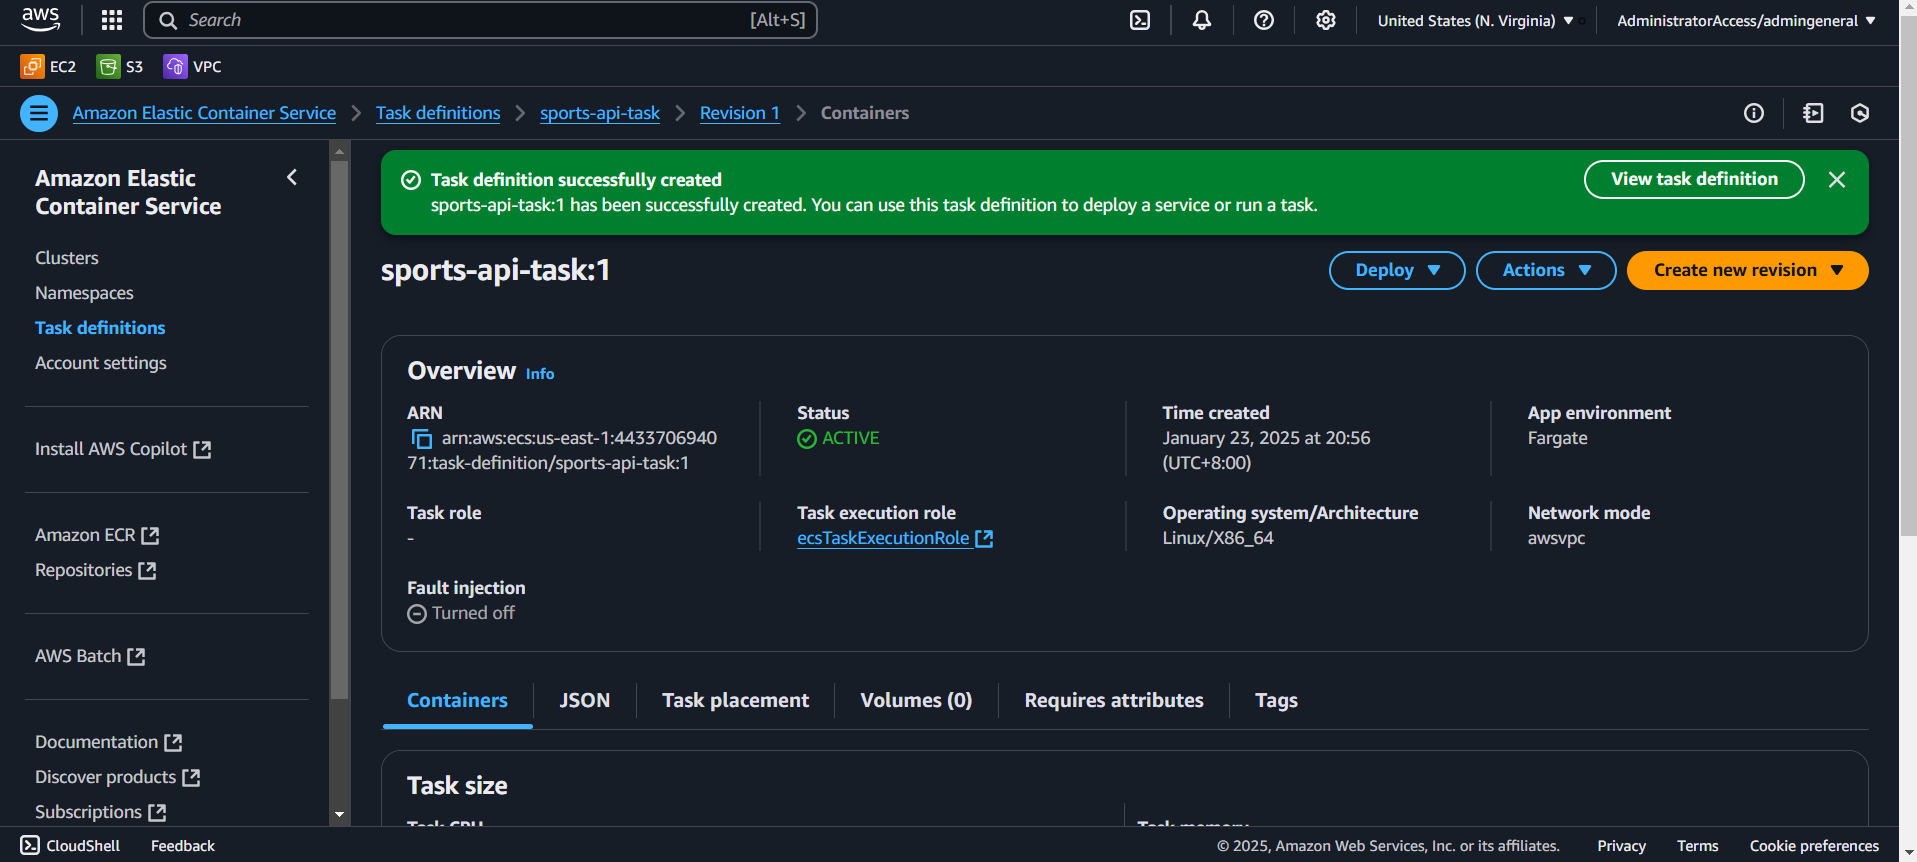 aws
Search [Alt+S]
United States (N. Virginia) AdministratorAccess/admingeneral
EC2 S3 VPC
Amazon Elastic Container Service Task definitions sports-api-task Revision 1 Containers
Amazon Elastic
Container Service
Clusters
Namespaces
Task definitions
Account settings
Install AWS Copilot
Amazon ECR
Repositories
AWS Batch
Documentation
Discover products
Subscriptions
Task definition successfully created
sports-api-task:1 has been successfully created. You can use this task definition to deploy a service or run a task.
View task definition
sports-api-task:1
Deploy Actions Create new revision
Overview Info
ARN
arn:aws:ecs:us-east-1:4433706940
71:task-definition/sports-api-task:1
Status
ACTIVE
Time created
January 23, 2025 at 20:56
(UTC+8:00)
App environment
Fargate
Task role
-
Task execution role
ecsTaskExecutionRole
Operating system/Architecture
Linux/X86_64
Network mode
awsvpc
Fault injection
Turned off
Containers JSON Task placement Volumes (0) Requires attributes Tags
Task size
Task CPU Task memory
CloudShell Feedback © 2025, Amazon Web Services, Inc. or its affiliates. Privacy Terms Cookie preferences